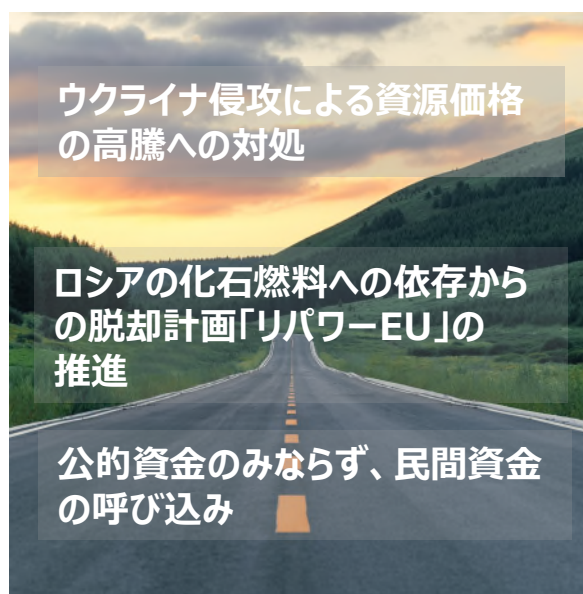 ウクライナ侵攻による資源価格
の高騰への対処
ロシアの化石燃料への依存から
の脱却計画「リパワーEU」の
推進
公的資金のみならず、民間資金
の呼び込み